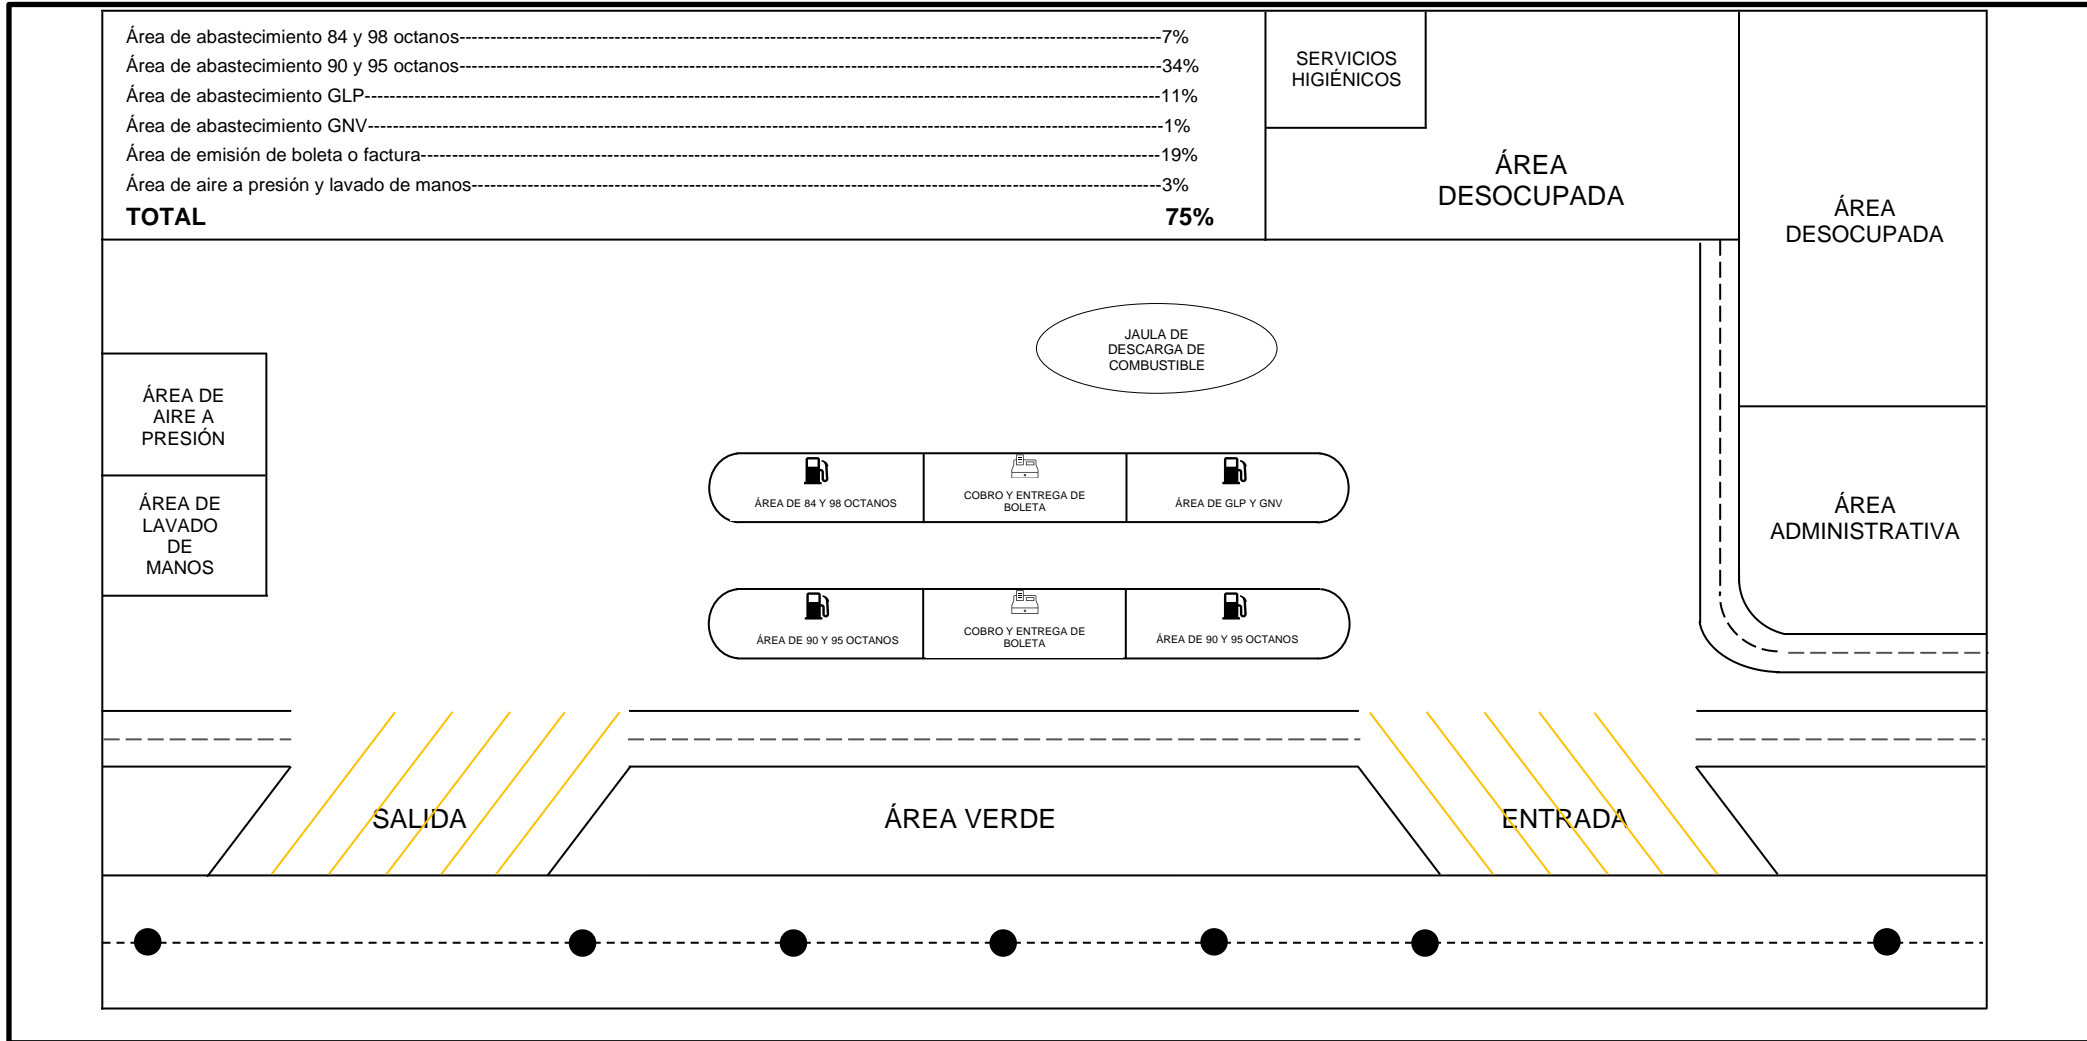 Área de abastecimiento 84 y 98 octanos-----7%
Área de abastecimiento 90 y 95 octanos-----34%
Área de abastecimiento GLP-----11%
Área de abastecimiento GNV-----1%
Área de emisión de boleta o factura-----19%
Área de aire a presión y lavado de manos-----3%
TOTAL 75%
SERVICIOS
HIGIÉNICOS
ÁREA
DESOCUPADA
ÁREA
DESOCUPADA
JAULA DE
DESCARGA DE
COMBUSTIBLE
ÁREA DE
AIRE A
PRESIÓN
ÁREA DE
LAVADO
DE
MANOS
ÁREA DE 84 Y 98 OCTANOS
COBRO Y ENTREGA DE
BOLETA
ÁREA DE GLP Y GNV
ÁREA
ADMINISTRATIVA
ÁREA DE 90 Y 95 OCTANOS
COBRO Y ENTREGA DE
BOLETA
ÁREA DE 90 Y 95 OCTANOS
SALIDA
ÁREA VERDE
ENTRADA